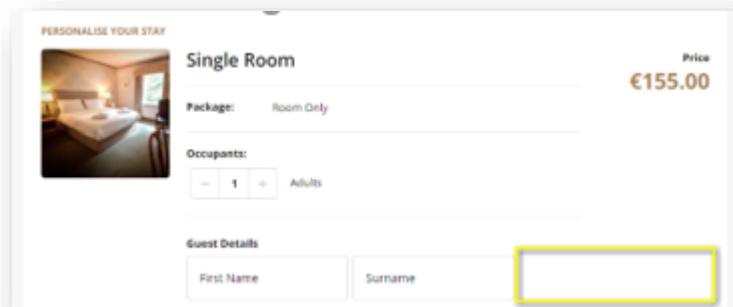 PERSONALISE YOUR STAY
Single Room
Price
€155.00
Package: Room Only
Occupants:
− 1 + Adults
Guest Details
First Name Surname